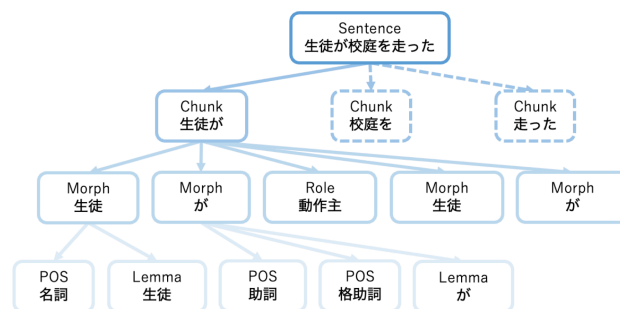 Sentence
生徒が校庭を走った
Chunk
生徒が
Chunk
校庭を
Chunk
走った
Morph
生徒
Morph
が
Role
動作主
Morph
生徒
Morph
が
POS
名詞
Lemma
生徒
POS
助詞
POS
格助詞
Lemma
が